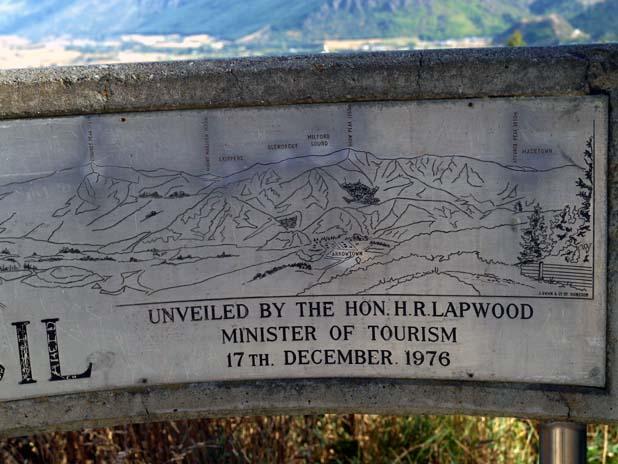 SKIPPERS
GLENORCHY
MILFORD
SOUND
MACETOWN
ARROWTOWN
UNVEILED BY THE HON. H.R. LAPWOOD
MINISTER OF TOURISM
17TH. DECEMBER. 1976